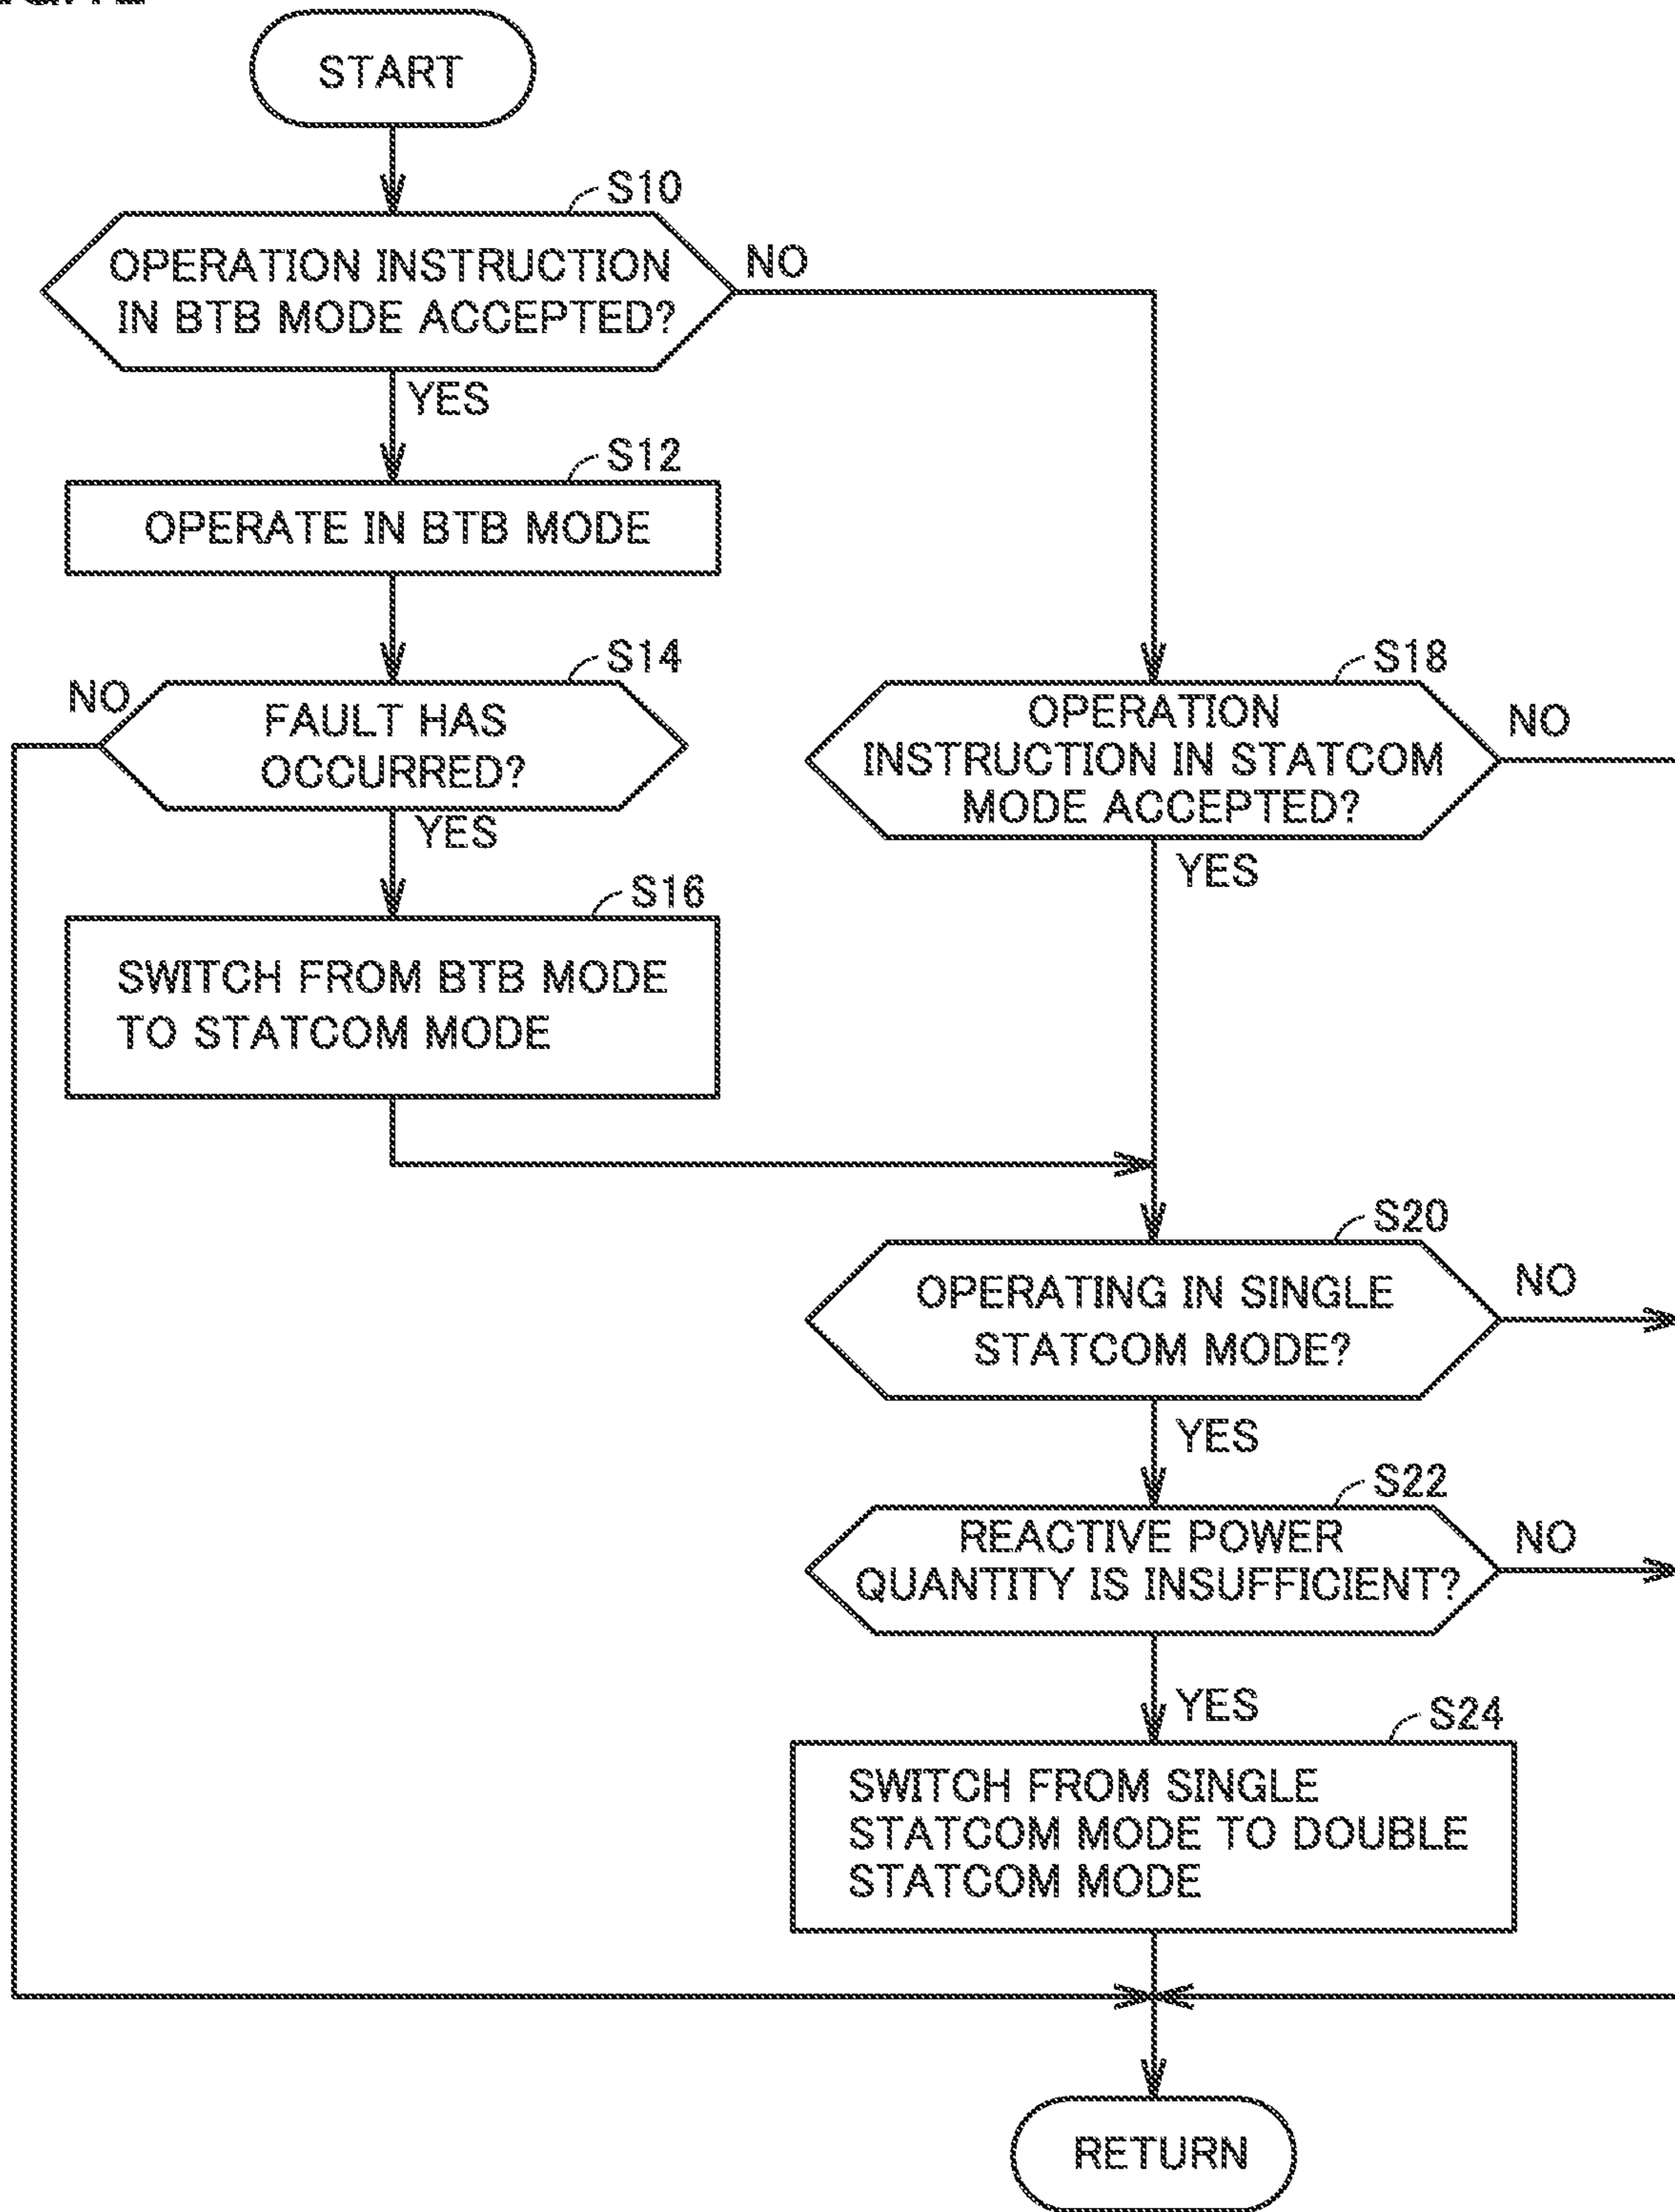 START
S10
OPERATION INSTRUCTION
IN BTB MODE ACCEPTED?
NO
YES
S12
OPERATE IN BTB MODE
S14
NO
FAULT HAS
OCCURRED?
YES
S16
SWITCH FROM BTB MODE
TO STATCOM MODE
S18
OPERATION
INSTRUCTION IN STATCOM
MODE ACCEPTED?
NO
YES
S20
OPERATING IN SINGLE
STATCOM MODE?
NO
YES
S22
REACTIVE POWER
QUANTITY IS INSUFFICIENT?
NO
YES
S24
SWITCH FROM SINGLE
STATCOM MODE TO DOUBLE
STATCOM MODE
RETURN